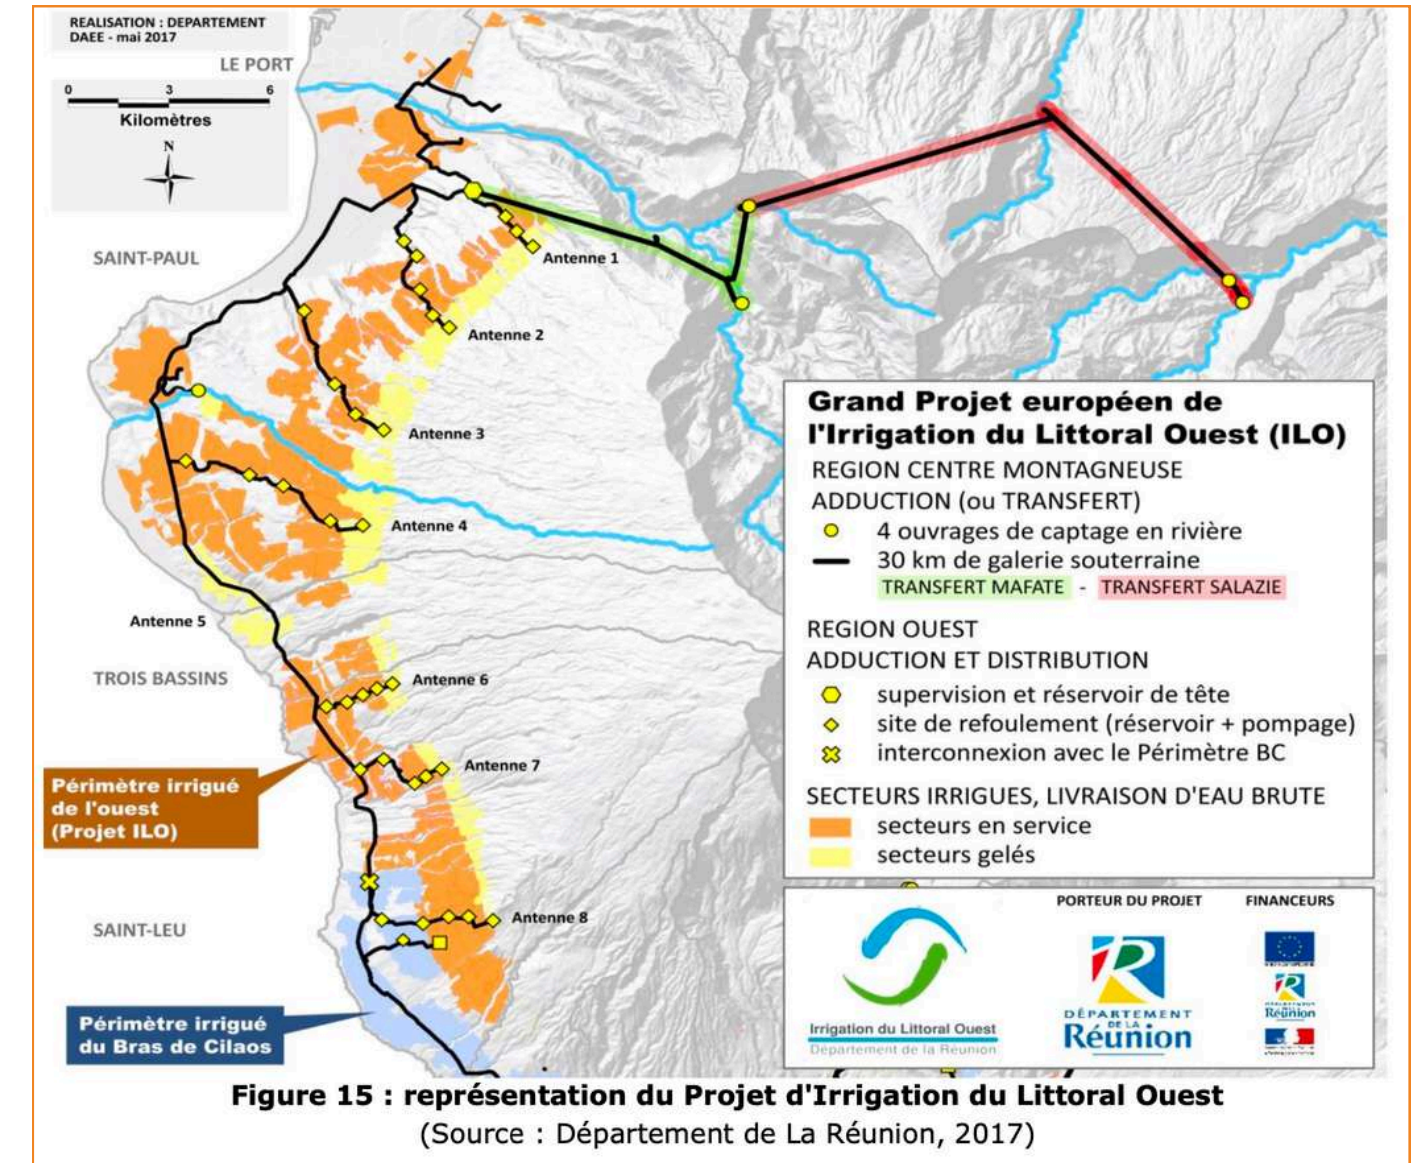 REALISATION : DEPARTEMENT
DAEE - mai 2017
LE PORT
0 3 6
Kilomètres
N
SAINT-PAUL
Antenne 1
Antenne 2
Antenne 3
Antenne 4
Antenne 5
TROIS BASSINS
Antenne 6
Antenne 7
Périmètre irrigué
de l'ouest
(Projet ILO)
SAINT-LEU
Antenne 8
Périmètre irrigué
du Bras de Cilaos
Grand Projet européen de
l'Irrigation du Littoral Ouest (ILO)
REGION CENTRE MONTAGNEUSE
ADDUCTION (ou TRANSFERT)
4 ouvrages de captage en rivière
30 km de galerie souterraine
TRANSFERT MAFATE - TRANSFERT SALAZIE
REGION OUEST
ADDUCTION ET DISTRIBUTION
supervision et réservoir de tête
site de refoulement (réservoir + pompage)
interconnexion avec le Périmètre BC
SECTEURS IRRIGUES, LIVRAISON D'EAU BRUTE
secteurs en service
secteurs gelés
Irrigation du Littoral Ouest
Département de la Réunion
PORTEUR DU PROJET
DÉPARTEMENT
DE LA
Réunion
FINANCEURS
Réunion
Figure 15 : représentation du Projet d'Irrigation du Littoral Ouest
(Source : Département de La Réunion, 2017)